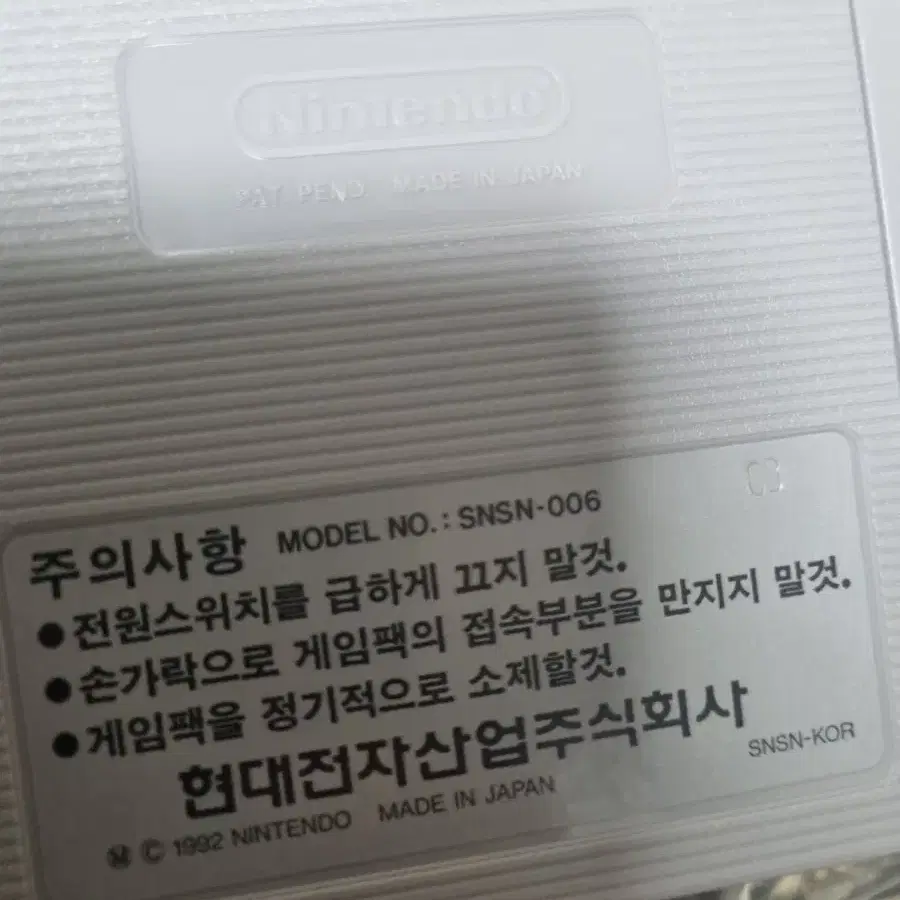 Nintendo
PAT. PEND. MADE IN JAPAN
주의사항 MODEL NO.: SNSN-006
●전원스위치를 급하게 끄지 말것.
●손가락으로 게임팩의 접속부분을 만지지 말것.
●게임팩을 정기적으로 소제할것.
현대전자산업주식회사
SNSN-KOR
Ⓜ © 1992 NINTENDO MADE IN JAPAN